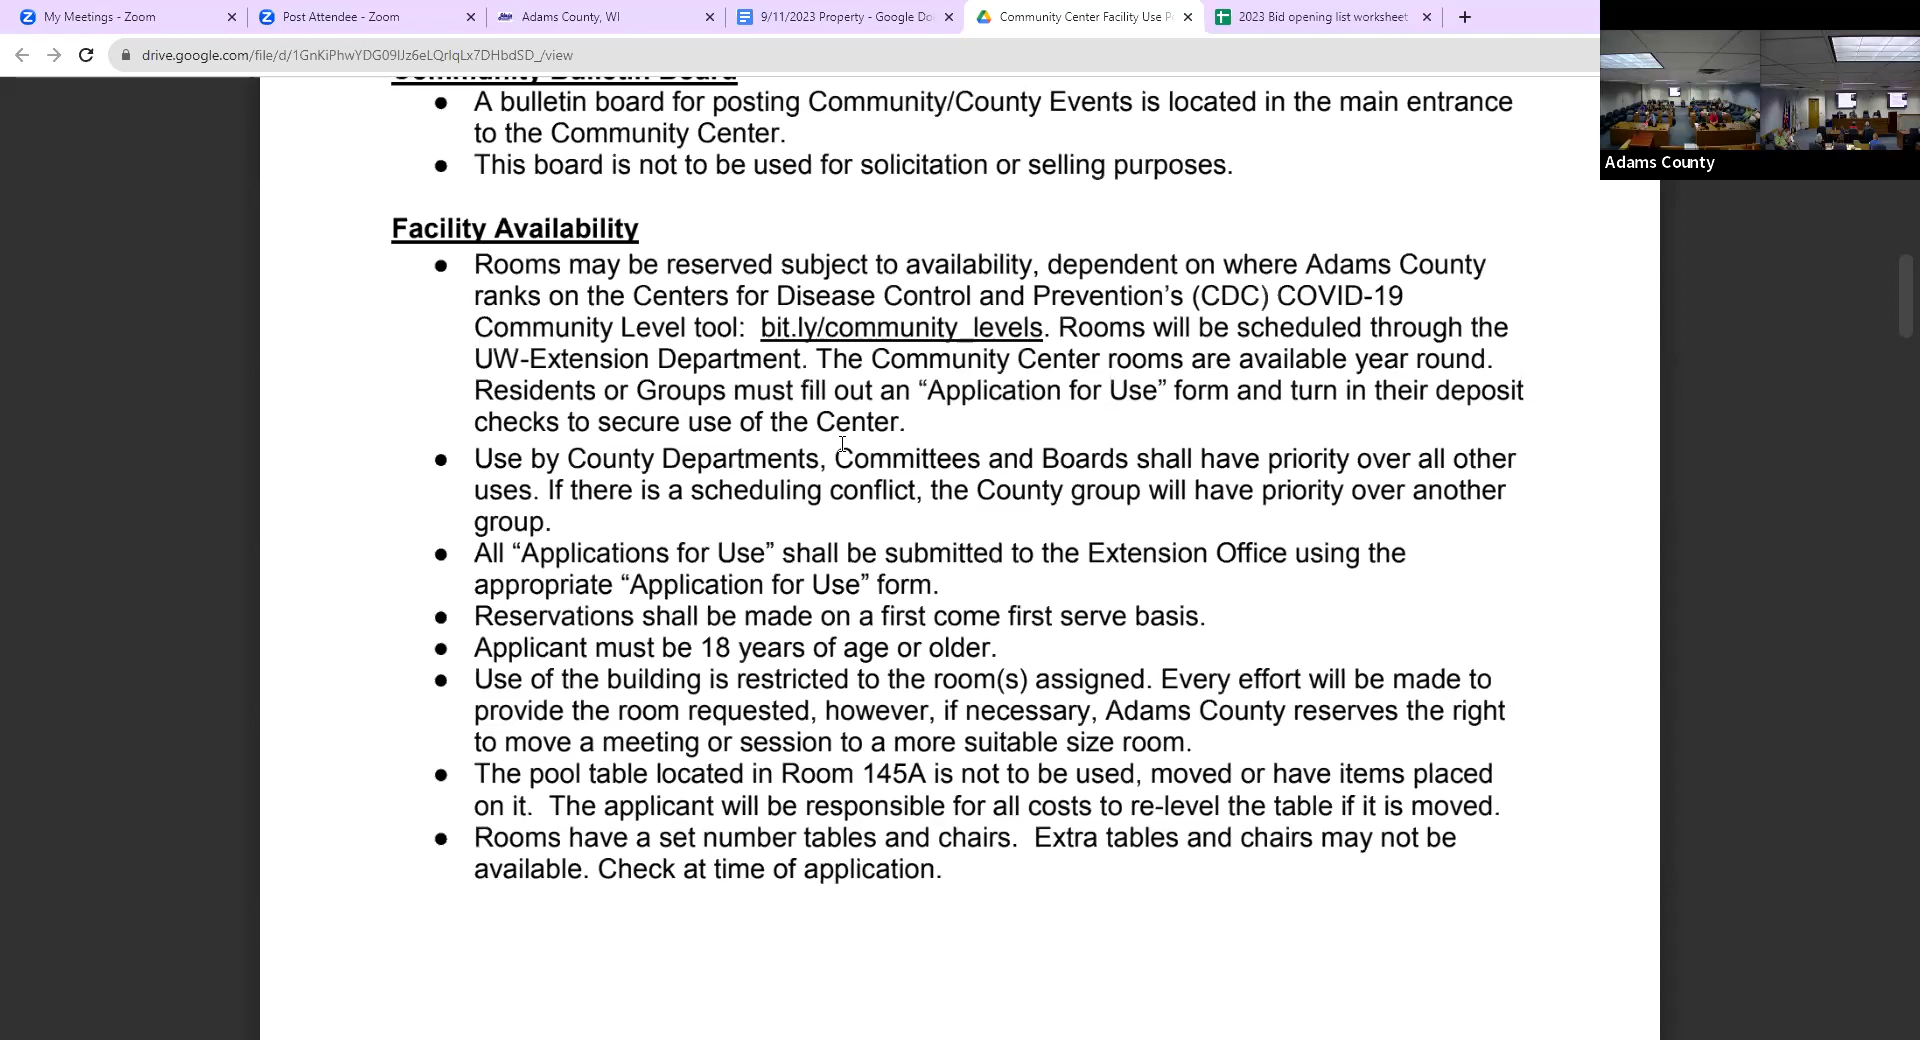 My Meetings - Zoom
Post Attendee - Zoom
Adams County, WI
9/11/2023 Property - Google Do
Community Center Facility Use P
2023 Bid opening list worksheet
drive.google.com/file/d/1GnKiPhwYDG09lJz6eLQrIqLx7DHbdSD_/view
Adams County
Community Bulletin Board
● A bulletin board for posting Community/County Events is located in the main entrance
to the Community Center.
● This board is not to be used for solicitation or selling purposes.
Facility Availability
● Rooms may be reserved subject to availability, dependent on where Adams County
ranks on the Centers for Disease Control and Prevention’s (CDC) COVID-19
Community Level tool:  bit.ly/community_levels. Rooms will be scheduled through the
UW-Extension Department. The Community Center rooms are available year round.
Residents or Groups must fill out an “Application for Use” form and turn in their deposit
checks to secure use of the Center.
● Use by County Departments, Committees and Boards shall have priority over all other
uses. If there is a scheduling conflict, the County group will have priority over another
group.
● All “Applications for Use” shall be submitted to the Extension Office using the
appropriate “Application for Use” form.
● Reservations shall be made on a first come first serve basis.
● Applicant must be 18 years of age or older.
● Use of the building is restricted to the room(s) assigned. Every effort will be made to
provide the room requested, however, if necessary, Adams County reserves the right
to move a meeting or session to a more suitable size room.
● The pool table located in Room 145A is not to be used, moved or have items placed
on it.  The applicant will be responsible for all costs to re-level the table if it is moved.
● Rooms have a set number tables and chairs.  Extra tables and chairs may not be
available. Check at time of application.